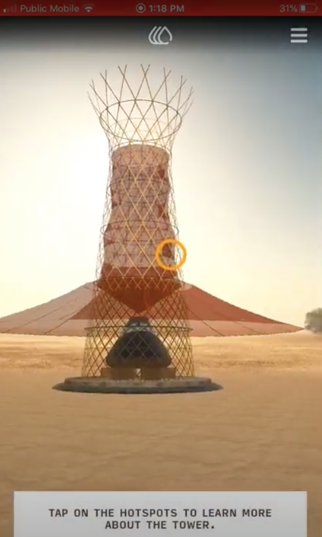 Public Mobile 1:18 PM 31%
TAP ON THE HOTSPOTS TO LEARN MORE
ABOUT THE TOWER.